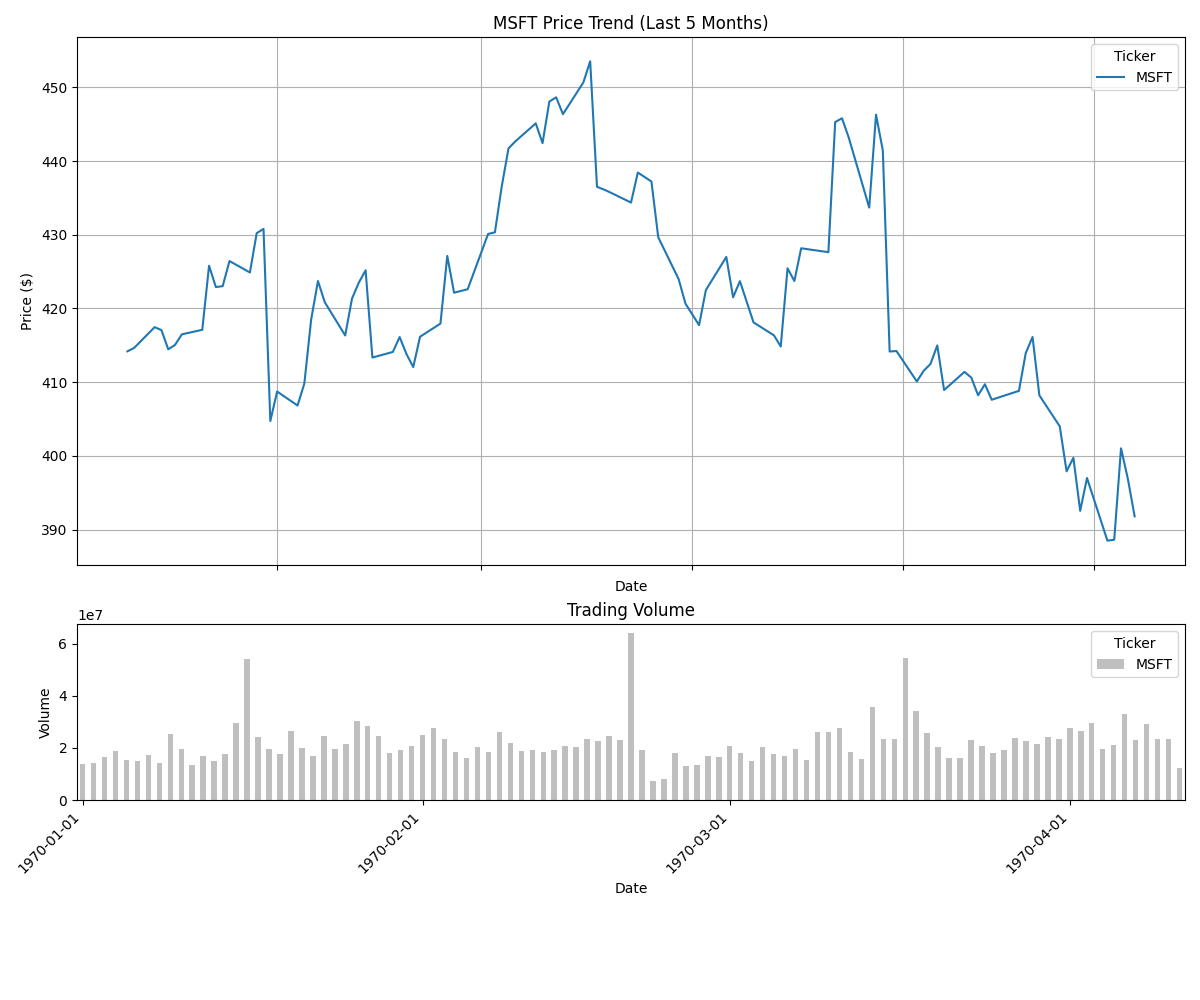 MSFT Price Trend (Last 5 Months)
Ticker
MSFT
450
440
430
420
410
400
390
Price ($)
Date
1e7
Trading Volume
Ticker
MSFT
6
4
2
0
Volume
1970-01-01
1970-02-01
1970-03-01
1970-04-01
Date